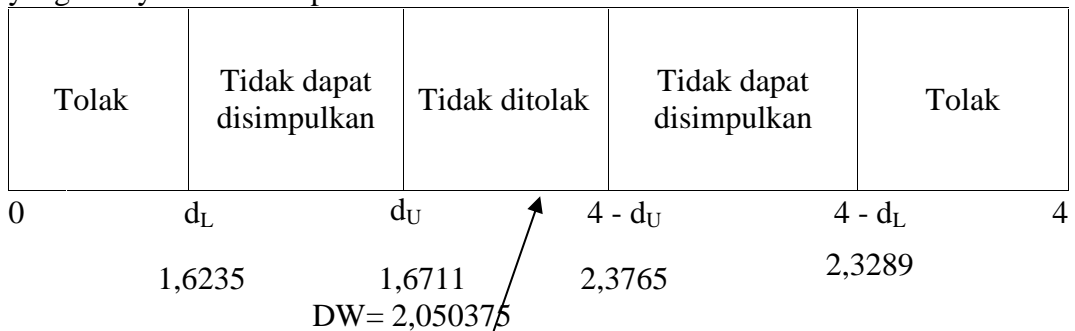 Tolak
Tidak dapat
disimpulkan
Tidak ditolak
Tidak dapat
disimpulkan
Tolak
0 dL dU 4 - dU 4 - dL 4
1,6235 1,6711 2,3765 2,3289
DW= 2,050375